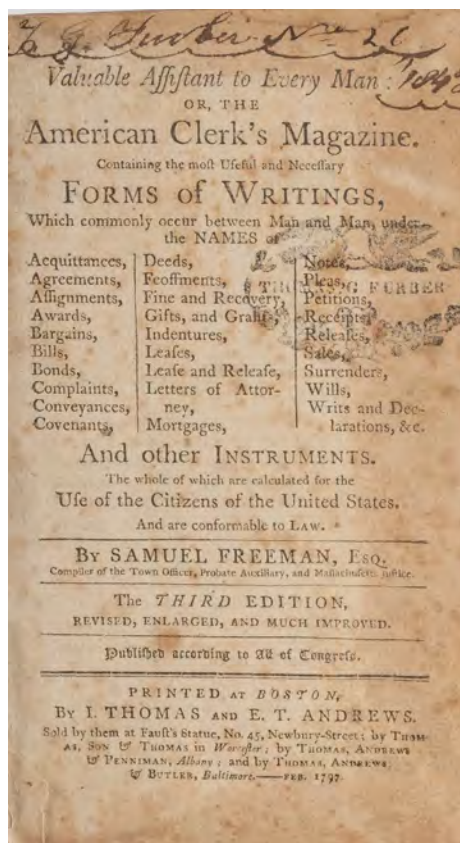 Valuable Aſſiſtant to Every Man:
OR, THE
American Clerk's Magazine.
Containing the moſt Uſeful and Neceſſary
FORMS of WRITINGS,
Which commonly occur between Man and Man, under
the NAMES of
Acquittances,
Agreements,
Aſſignments,
Awards,
Bargains,
Bills,
Bonds,
Complaints,
Conveyances,
Covenants,
Deeds,
Feoffments,
Fine and Recovery,
Gifts, and Grants,
Indentures,
Leaſes,
Leaſe and Releaſe,
Letters of Attor-
ney,
Mortgages,
Notes,
Pleas,
Petitions,
Receipts,
Releaſes,
Sales,
Surrenders,
Wills,
Writs and Dec-
larations, &c.
FURBER
And other INSTRUMENTS.
The whole of which are calculated for the
Uſe of the Citizens of the United States.
And are conformable to LAW.
BY SAMUEL FREEMAN, ESQ.
Compiler of the Town Officer, Probate Auxiliary, and Maſſachuſetts Juſtice.
The THIRD EDITION,
REVISED, ENLARGED, AND MUCH IMPROVED.
Publiſhed according to Act of Congreſs.
PRINTED AT BOSTON,
BY I. THOMAS AND E. T. ANDREWS.
Sold by them at Fauſt's Statue, No. 45, Newbury-Street; by THOM-
AS, SON & THOMAS in Worceſter; by THOMAS, ANDREWS
& PENNIMAN, Albany; and by THOMAS, ANDREWS
& BUTLER, Baltimore.——FEB. 1797.